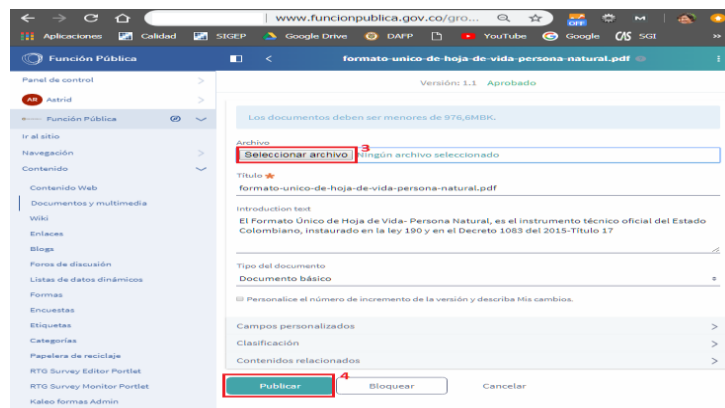 www.funcionpublica.gov.co/gro...
OFF
M
Aplicaciones Calidad SIGEP Google Drive DAFP YouTube Google CIAS SGI »
Función Pública
formato-unico-de-hoja-de-vida-persona-natural.pdf
Panel de control
AR Astrid
Función Pública
Ir al sitio
Navegación
Contenido
Contenido Web
Documentos y multimedia
Wiki
Enlaces
Blogs
Foros de discusión
Listas de datos dinámicos
Formas
Encuestas
Etiquetas
Categorías
Papelera de reciclaje
RTG Survey Editor Portlet
RTG Survey Monitor Portlet
Kaleo formas Admin
Versión: 1.1 Aprobado
Los documentos deben ser menores de 976,6MBK.
Archivo
3
Seleccionar archivo Ningún archivo seleccionado
Título
formato-unico-de-hoja-de-vida-persona-natural.pdf
Introduction text
El Formato Único de Hoja de Vida- Persona Natural, es el instrumento técnico oficial del Estado
Colombiano, instaurado en la ley 190 y en el Decreto 1083 del 2015-Título 17
Tipo del documento
Documento básico
Personalice el número de incremento de la versión y describa Mis cambios.
Campos personalizados
Clasificación
Contenidos relacionados
4
Publicar Bloquear Cancelar